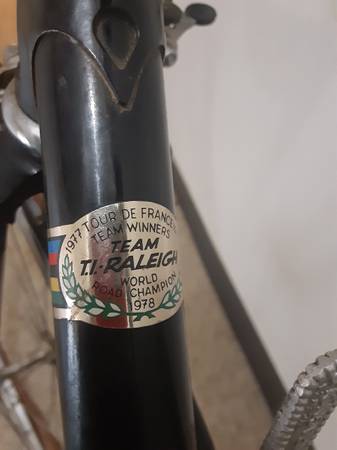 1977 TOUR DE FRANCE
TEAM WINNERS
TEAM
T.I.-RALEIGH
WORLD
ROAD CHAMPION
1978